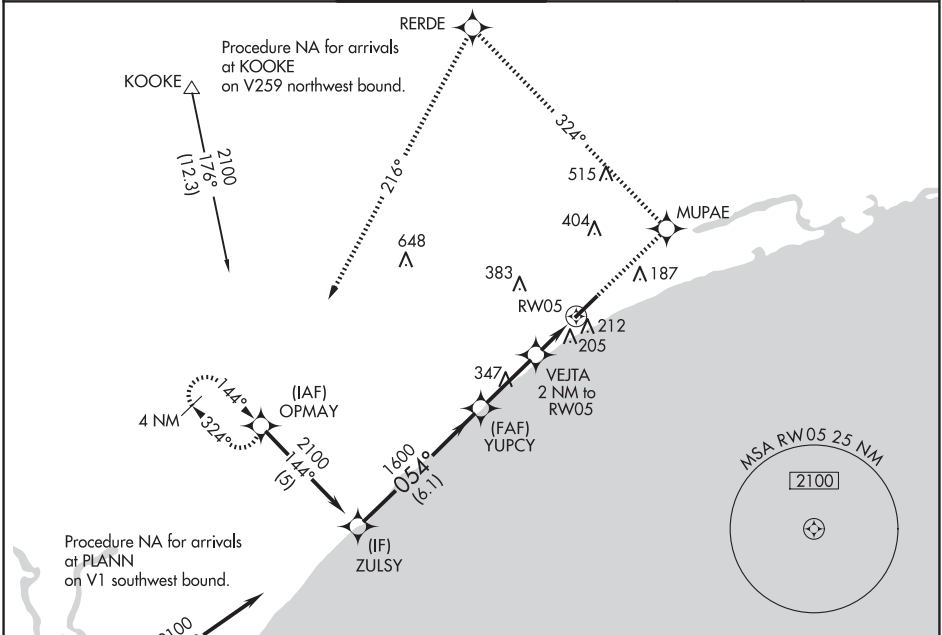 RERDE
Procedure NA for arrivals
at KOOKE
on V259 northwest bound.
KOOKE
2100
176°
(12.3)
216°
324°
515
404
MUPAE
648
383
187
RW05
212
205
347
VEJTA
2 NM to
RW05
(IAF)
OPMAY
144°
4 NM
324°
(FAF)
YUPCY
2100
144°
(5)
1600
054°
(6.1)
MSA RW05 25 NM
2100
(IF)
ZULSY
Procedure NA for arrivals
at PLANN
on V1 southwest bound.
2100